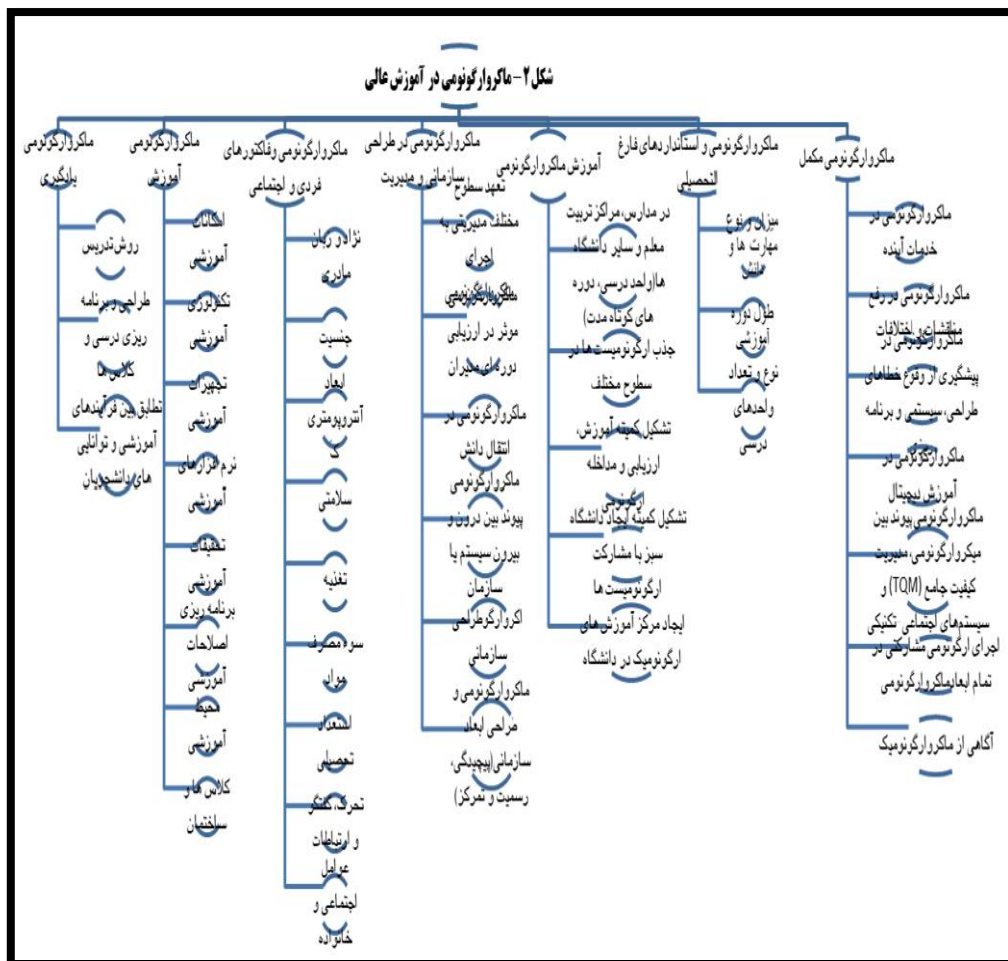 شکل ۲- ماکروارگونومی در آموزش عالی
ماکروارگونومی مکمل
ماکروارگونومی در
خدمات آینده
ماکروارگونومی در رفع
مناقشات و اختلافات
ماکروارگونومی در
پیشگیری از وقوع خطاهای
طراحی، سیستمی و برنامه
ماکروارگونومی در
آموزش دیجیتال
ماکروارگونومی پیوند بین
میکروارگونومی، مدیریت
کیفیت جامع (TQM) و
سیستم‌های اجتماعی تکنیکی
اجرای ارگونومی مشارکتی در
تمام ابعاد ماکروارگونومی
آگاهی از ماکروارگونومیک
ماکروارگونومی و استانداردهای فارغ
التحصیلی
میزان و نوع
مهارت ها و
دانش
طول دوره
آموزشی
نوع و تعداد
واحدهای
درسی
آموزش ماکروارگونومی
در مدارس، مراکز تربیت
معلم و سایر دانشگاه
ها(واحد درسی، دوره
های کوتاه مدت)
جذب ارگونومیست ها در
سطوح مختلف
تشکیل کمیته آموزش،
ارزیابی و مداخله
ارگونومی
تشکیل کمیته ایجاد دانشگاه
سبز با مشارکت
ارگونومیست ها
ایجاد مرکز آموزش های
ارگونومیک در دانشگاه
ماکروارگونومی در طراحی
سازمانی و مدیریت
تعهد سطوح
مختلف مدیریتی به
اجرای
موثر در ارزیابی
دوره ای مدیران
ماکروارگونومی در
انتقال دانش
ماکروارگونومی
پیوند بین درون و
بیرون سیستم یا
سازمان
اکروارگوطراحی
سازمانی
ماکروارگونومی و
طراحی ابعاد
سازمانی(پیچیدگی،
رسمیت و تمرکز)
ماکروارگونومی و فاکتورهای
فردی و اجتماعی
نژاد و زبان
مادری
جنسیت
ابعاد
آنتروپومتری
ک
سلامتی
تغذیه
سوء مصرف
مواد
استعداد
تحصیلی
تحرک، گفتگو
و ارتباطات
عوامل
اجتماعی و
خانواده
ماکروارگونومی
آموزش
امکانات
آموزشی
تکنولوژی
آموزشی
تجهیزات
آموزشی
نرم افزارهای
آموزشی
تحقیقات
آموزشی
برنامه ریزی
اصلاحات
آموزشی
محیط
آموزشی
کلاس ها و
ساختمان
ماکروارگونومی
یادگیری
روش تدریس
طراحی و برنامه
ریزی درسی و
کلاس ها
تطابق بین فرآیندهای
آموزشی و توانایی
های دانشجویان